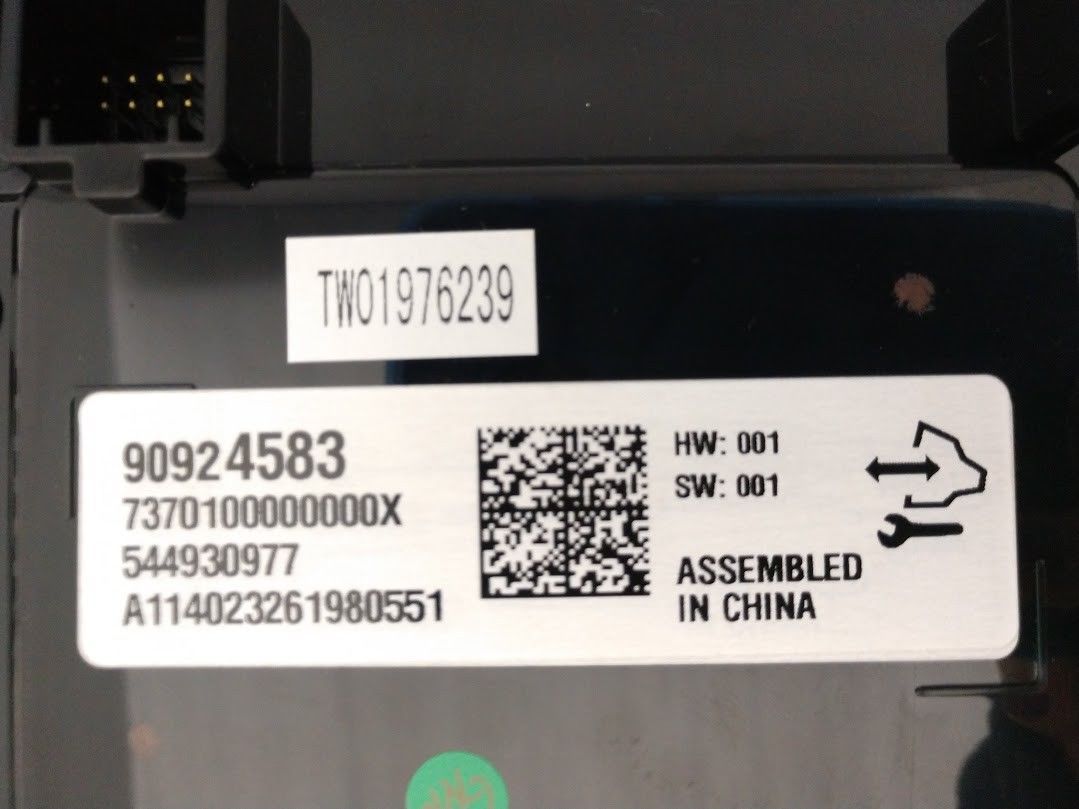 TW01976239
90924583
7370100000000X
544930977
A114023261980551
HW: 001
SW: 001
ASSEMBLED
IN CHINA